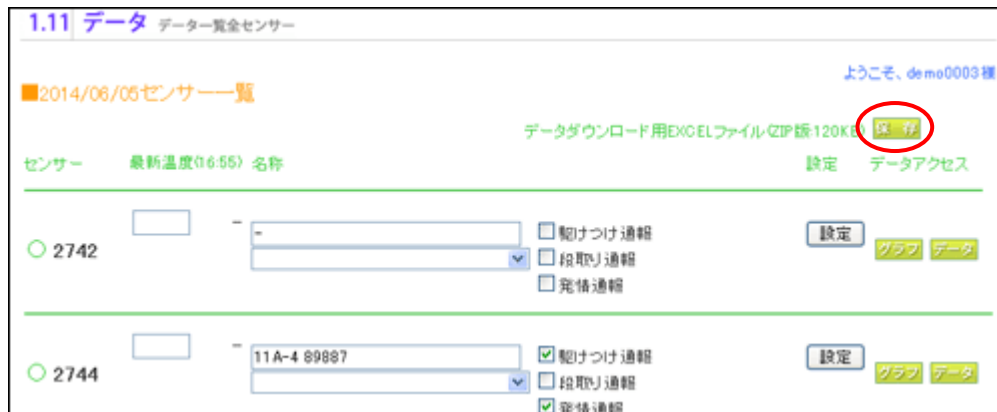 1.11 データ データ一覧全センサー
ようこそ、demo0003様
■2014/06/05センサー一覧
データダウンロード用EXCELファイル(ZIP版:120KB) 保 存
センサー 最新温度(16:55) 名称 設定 データアクセス
2742 - - 駆けつけ通報 設定 グラフ データ
段取り通報
発情通報
2744 - 11A-4 89887 駆けつけ通報 設定 グラフ データ
段取り通報
発情通報